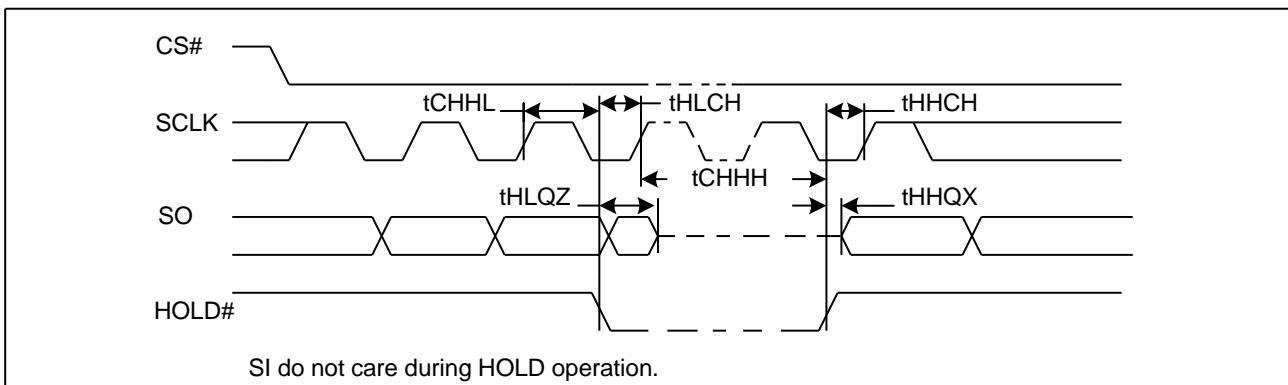 CS#
tCHHL
tHLCH
tHHCH
SCLK
tCHHH
tHLQZ
tHHQX
SO
HOLD#
SI do not care during HOLD operation.